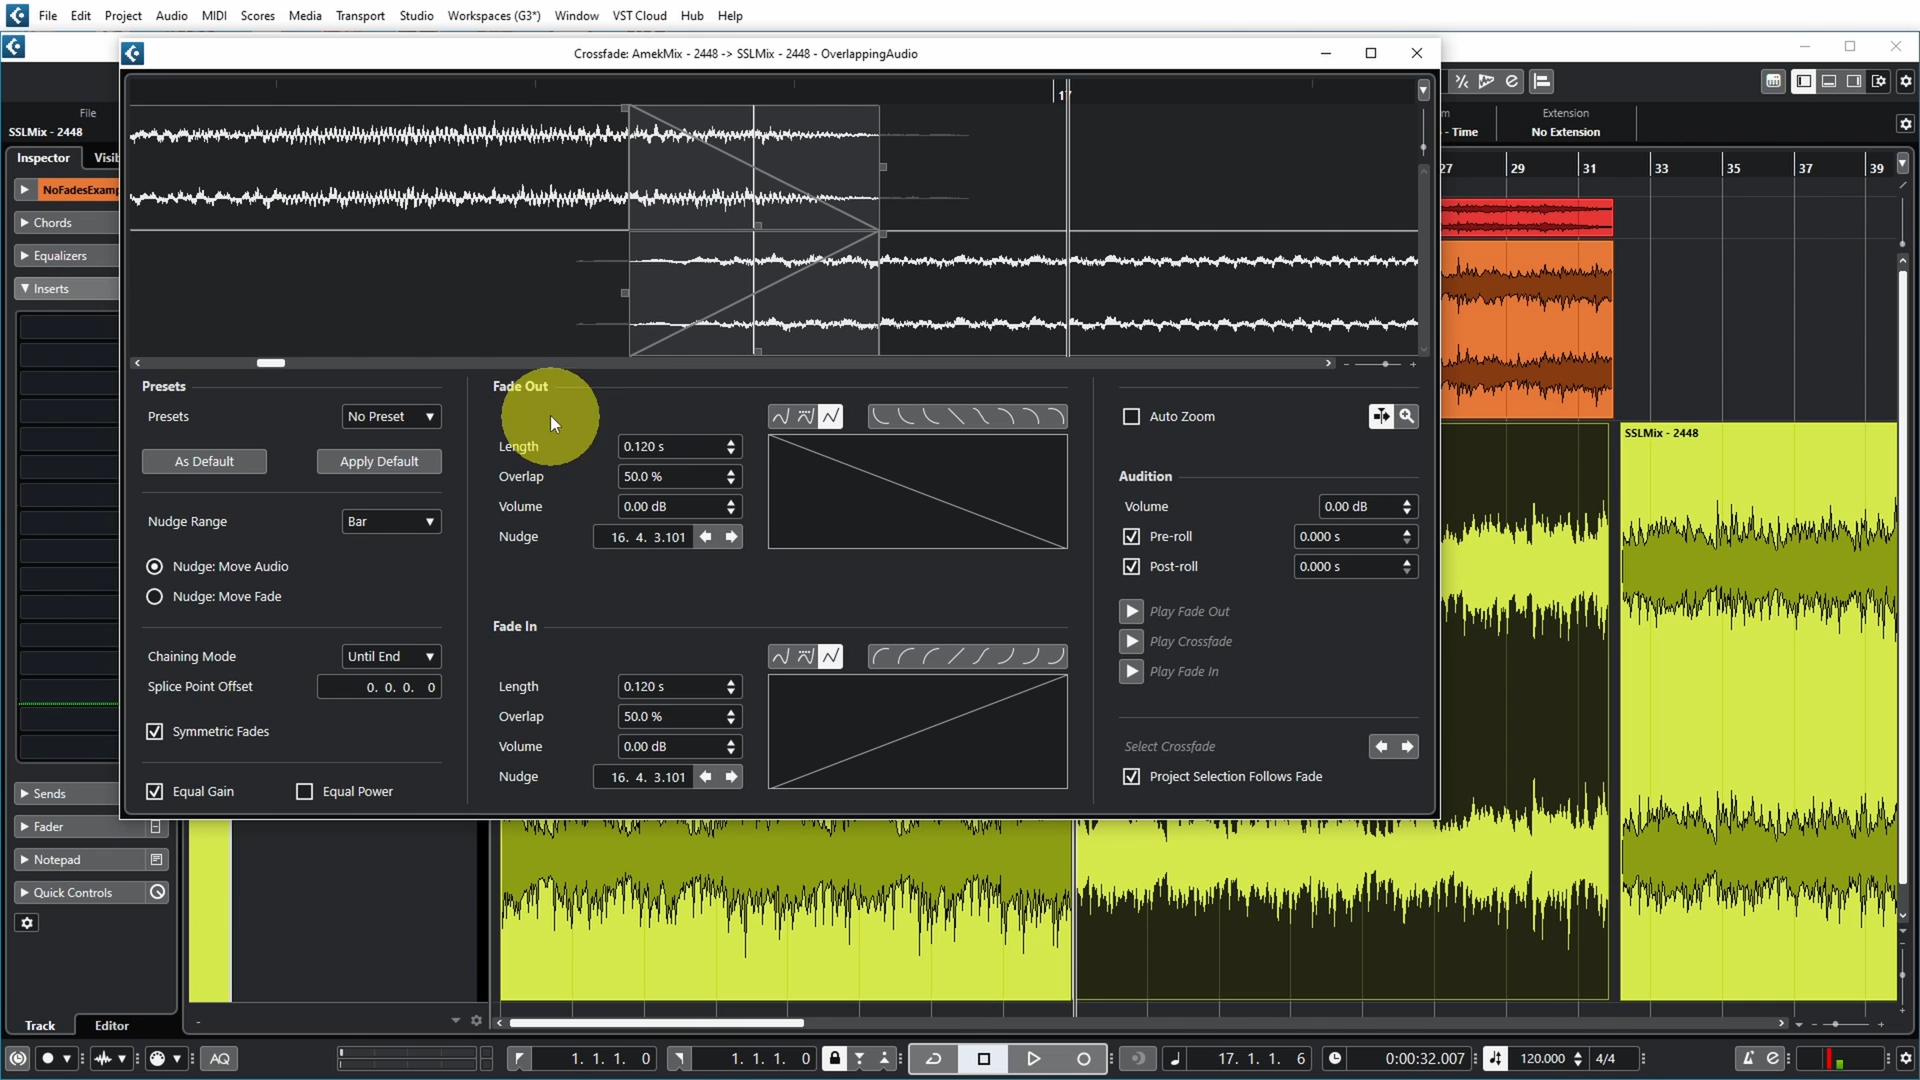 File Edit Project Audio MIDI Scores Media Transport Studio Workspaces (G3*) Window VST Cloud Hub Help
Crossfade: AmekMix - 2448 -> SSLMix - 2448 - OverlappingAudio
File
SSLMix - 2448
Extension
- Time
No Extension
Inspector
27 29 31 33 35 37 39
17
Chords
Equalizers
Inserts
SSLMix - 2448
Presets
Presets
No Preset
As Default
Apply Default
Nudge Range
Bar
Nudge: Move Audio
Nudge: Move Fade
Chaining Mode
Until End
Splice Point Offset
0. 0. 0. 0
Symmetric Fades
Equal Gain
Equal Power
Fade Out
Length
0.120 s
Overlap
50.0 %
Volume
0.00 dB
Nudge
16. 4. 3.101
Fade In
Length
0.120 s
Overlap
50.0 %
Volume
0.00 dB
Nudge
16. 4. 3.101
Auto Zoom
Audition
Volume
0.00 dB
Pre-roll
0.000 s
Post-roll
0.000 s
Play Fade Out
Play Crossfade
Play Fade In
Select Crossfade
Project Selection Follows Fade
Sends
Fader
Notepad
Quick Controls
Track Editor
AQ
1. 1. 1. 0
1. 1. 1. 0
17. 1. 1. 6
0:00:32.007
120.000
4/4